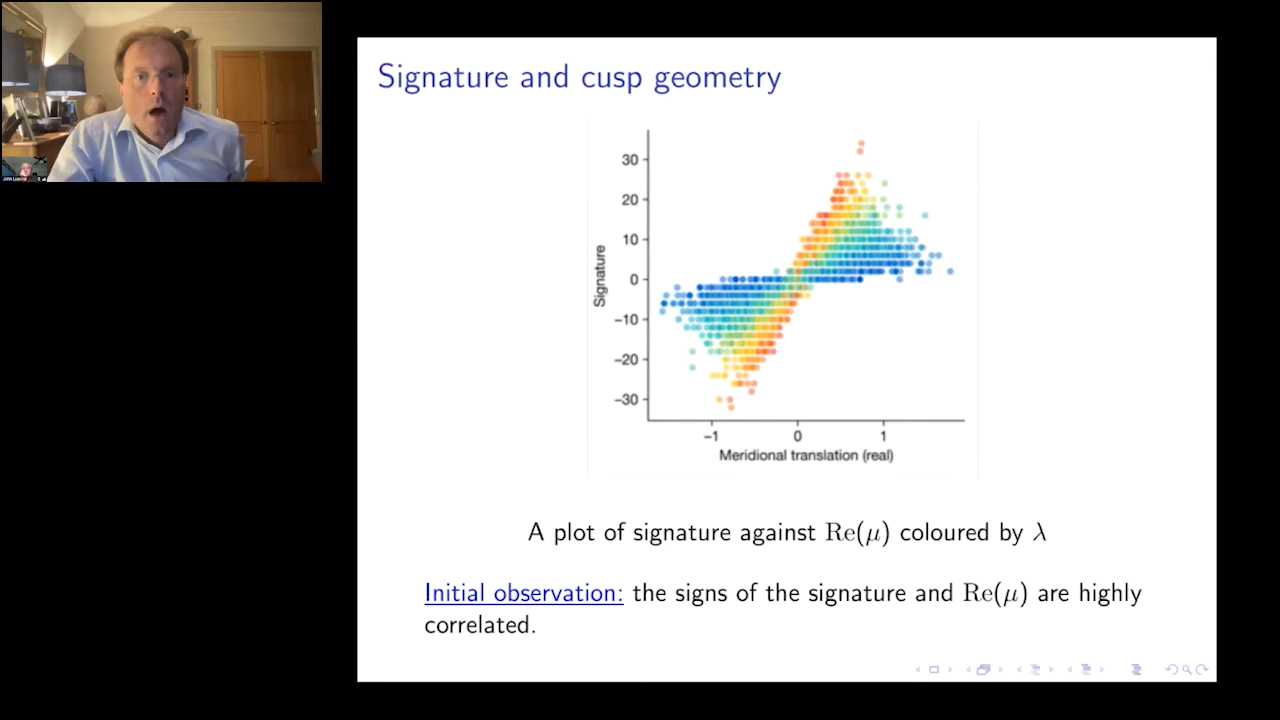 Signature and cusp geometry
30
20
10
0
−10
−20
−30
Signature
−1
0
1
Meridional translation (real)
A plot of signature against Re(μ) coloured by λ
Initial observation: the signs of the signature and Re(μ) are highly
correlated.